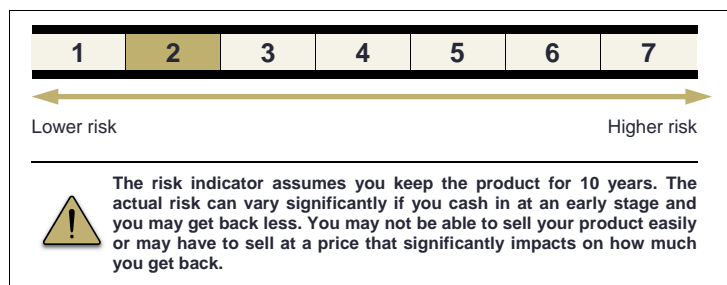 1 2 3 4 5 6 7
Lower risk Higher risk
The risk indicator assumes you keep the product for 10 years. The
actual risk can vary significantly if you cash in at an early stage and
you may get back less. You may not be able to sell your product easily
or may have to sell at a price that significantly impacts on how much
you get back.